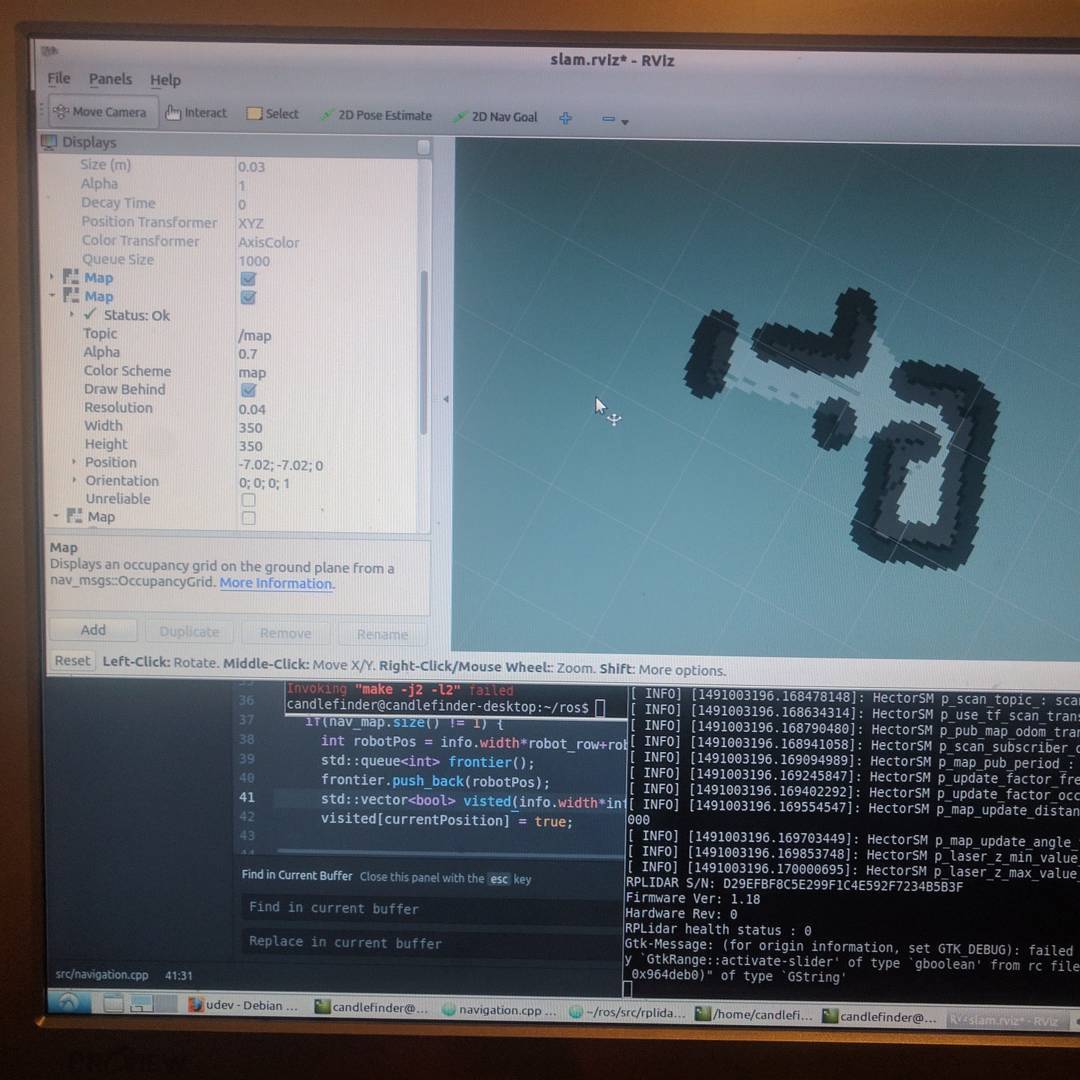 slam.rviz* - RViz
File Panels Help
Move Camera Interact Select 2D Pose Estimate 2D Nav Goal
Displays
Size (m) 0.03
Alpha 1
Decay Time 0
Position Transformer XYZ
Color Transformer AxisColor
Queue Size 1000
Map
Map
Status: Ok
Topic /map
Alpha 0.7
Color Scheme map
Draw Behind
Resolution 0.04
Width 350
Height 350
Position -7.02; -7.02; 0
Orientation 0; 0; 0; 1
Unreliable
Map
Map
Displays an occupancy grid on the ground plane from a
nav_msgs::OccupancyGrid. More Information.
Add Duplicate Remove Rename
Reset Left-Click: Rotate. Middle-Click: Move X/Y. Right-Click/Mouse Wheel:: Zoom. Shift: More options.
Invoking "make -j2 -l2" failed
candlefinder@candlefinder-desktop:~/ros$
36
37 if(nav_map.size() != 1) {
38 int robotPos = info.width*robot_row+rob
39 std::queue<int> frontier();
40 frontier.push_back(robotPos);
41 std::vector<bool> visted(info.width*inf
42 visited[currentPosition] = true;
43
44
Find in Current Buffer Close this panel with the esc key
Find in current buffer
Replace in current buffer
src/navigation.cpp 41:31
[ INFO] [1491003196.168478148]: HectorSM p_scan_topic_: scan
[ INFO] [1491003196.168634314]: HectorSM p_use_tf_scan_trans
[ INFO] [1491003196.168790480]: HectorSM p_pub_map_odom_tran
[ INFO] [1491003196.168941058]: HectorSM p_scan_subscriber_q
[ INFO] [1491003196.169094989]: HectorSM p_map_pub_period_:
[ INFO] [1491003196.169245847]: HectorSM p_update_factor_fre
[ INFO] [1491003196.169402292]: HectorSM p_update_factor_occ
[ INFO] [1491003196.169554547]: HectorSM p_map_update_distan
000
[ INFO] [1491003196.169703449]: HectorSM p_map_update_angle_
[ INFO] [1491003196.169853748]: HectorSM p_laser_z_min_value
[ INFO] [1491003196.170000695]: HectorSM p_laser_z_max_value_
RPLIDAR S/N: D29EFBF8C5E299F1C4E592F7234B5B3F
Firmware Ver: 1.18
Hardware Rev: 0
RPLidar health status : 0
Gtk-Message: (for origin information, set GTK_DEBUG): failed
y `GtkRange::activate-slider' of type `gboolean' from rc file
0x964deb0)" of type `GString'
udev - Debian ... candlefinder@... navigation.cpp ... ~/ros/src/rplida... /home/candlefi... candlefinder@... slam.rviz* - RViz